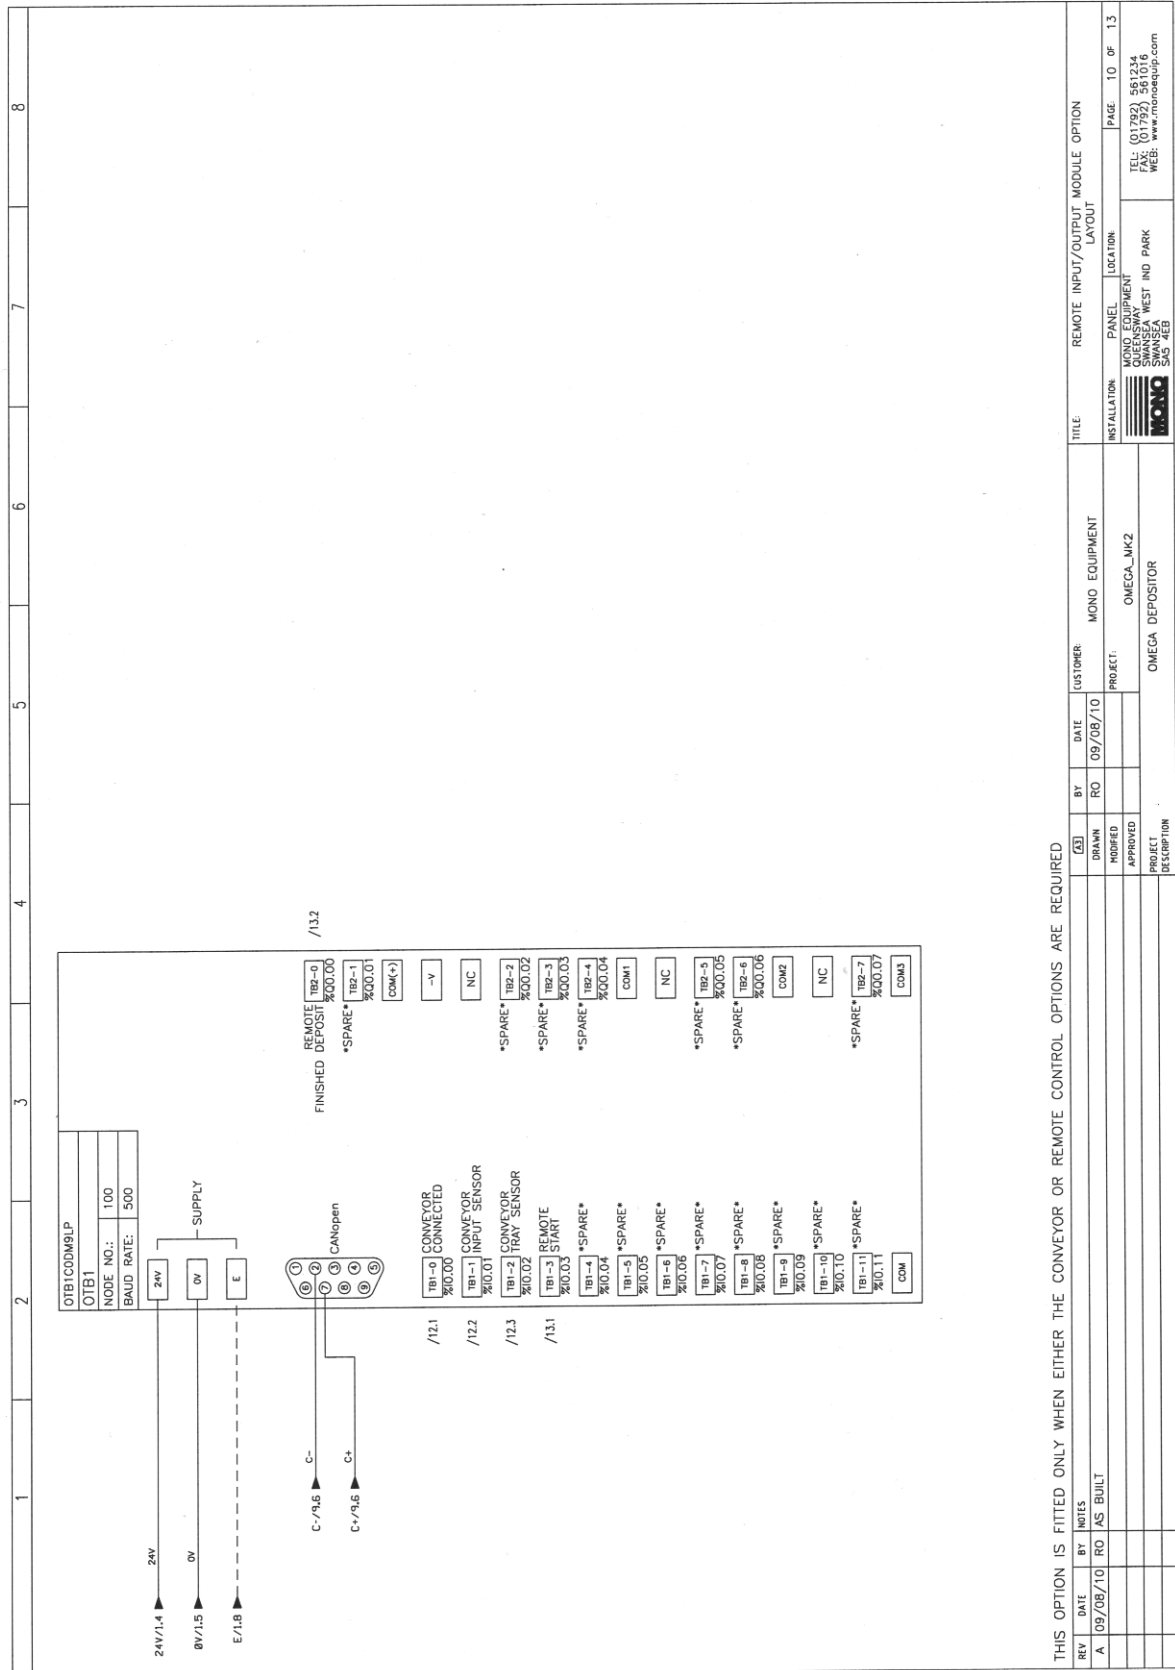 1 2 3 4 5 6 7 8
OTB1C0DM9LP
OTB1
NODE NO.: 100
BAUD RATE: 500
24V/1.4 24V 24V
0V/1.5 0V 0V
E/1.8 E
SUPPLY
C-/9.6 C-
C+/9.6 C+
1
2
3
4
5
6
7
8
9
CANopen
/12.1 TB1-0 CONVEYOR CONNECTED
%I0.00
/12.2 TB1-1 CONVEYOR INPUT SENSOR
%I0.01
/12.3 TB1-2 CONVEYOR TRAY SENSOR
%I0.02
/13.1 TB1-3 REMOTE START
%I0.03
TB1-4 *SPARE*
%I0.04
TB1-5 *SPARE*
%I0.05
TB1-6 *SPARE*
%I0.06
TB1-7 *SPARE*
%I0.07
TB1-8 *SPARE*
%I0.08
TB1-9 *SPARE*
%I0.09
TB1-10 *SPARE*
%I0.10
TB1-11 *SPARE*
%I0.11
COM
REMOTE
FINISHED DEPOSIT TB2-0 /13.2
%Q0.00
*SPARE* TB2-1
%Q0.01
COM(+)
-V
NC
*SPARE* TB2-2
%Q0.02
*SPARE* TB2-3
%Q0.03
*SPARE* TB2-4
%Q0.04
COM1
NC
*SPARE* TB2-5
%Q0.05
*SPARE* TB2-6
%Q0.06
COM2
NC
*SPARE* TB2-7
%Q0.07
COM3
THIS OPTION IS FITTED ONLY WHEN EITHER THE CONVEYOR OR REMOTE CONTROL OPTIONS ARE REQUIRED
REV DATE BY NOTES
A 09/08/10 RO AS BUILT
A3 BY DATE
DRAWN RO 09/08/10
MODIFIED
APPROVED
CUSTOMER: MONO EQUIPMENT
PROJECT: OMEGA_MK2
PROJECT DESCRIPTION OMEGA DEPOSITOR
TITLE: REMOTE INPUT/OUTPUT MODULE OPTION
LAYOUT
INSTALLATION: PANEL
LOCATION:
PAGE: 10 OF 13
MONO
MONO EQUIPMENT
QUEENSWAY
SWANSEA WEST IND PARK
SWANSEA
SA5 4EB
TEL: (01792) 561234
FAX: (01792) 561016
WEB: www.monoequip.com